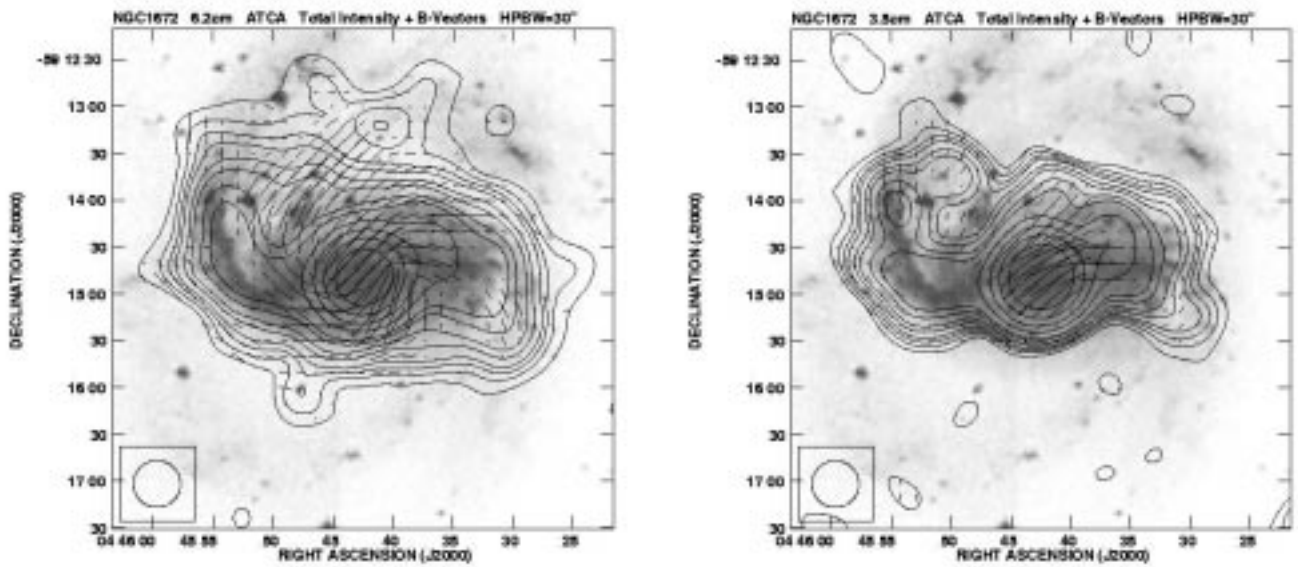 NGC1672 6.2cm ATCA Total Intensity + B-Vectors HPBW=30"
-59 12 30
13 00
30
14 00
30
15 00
30
16 00
30
17 00
30
DECLINATION (J2000)
04 46 00 45 55 50 45 40 35 30 25
RIGHT ASCENSION (J2000)
NGC1672 3.5cm ATCA Total Intensity + B-Vectors HPBW=30"
-59 12 30
13 00
30
14 00
30
15 00
30
16 00
30
17 00
30
DECLINATION (J2000)
04 46 00 45 55 50 45 40 35 30 25
RIGHT ASCENSION (J2000)